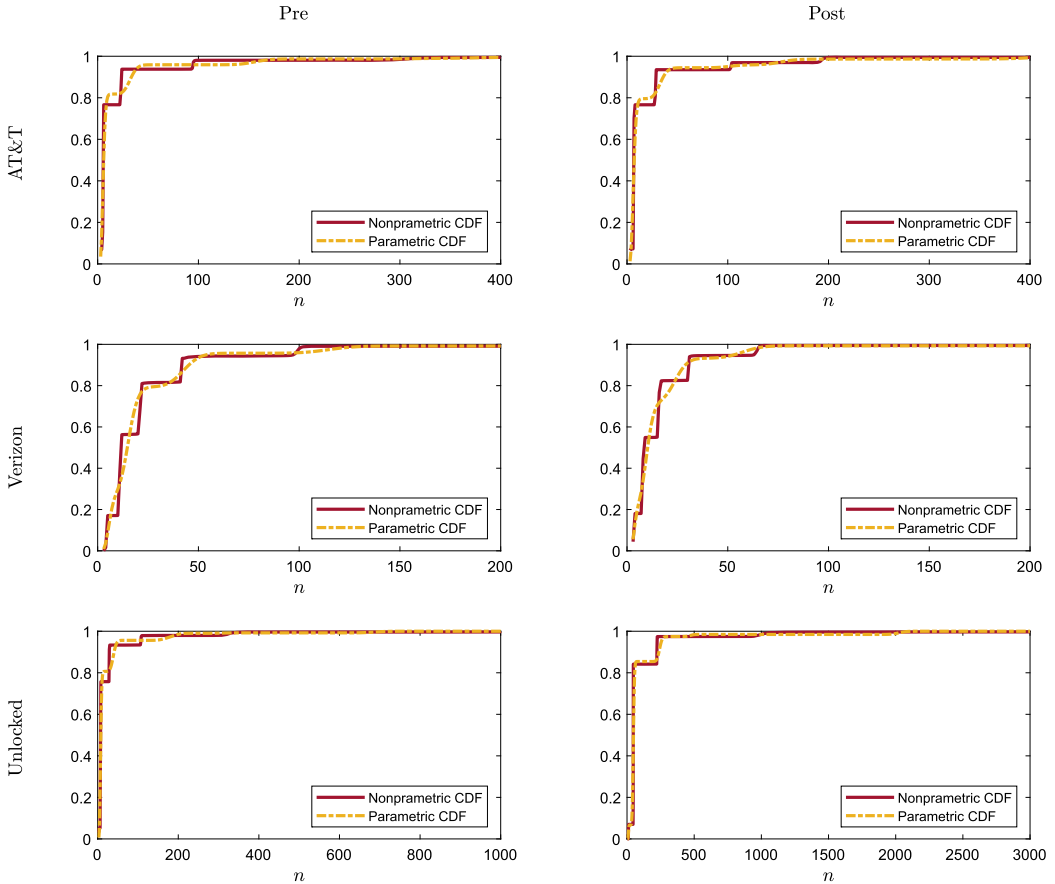 Pre Post
AT&T
1
0.8
0.6
0.4
0.2
0
0 100 200 300 400
n
Nonprametric CDF
Parametric CDF
1
0.8
0.6
0.4
0.2
0
0 100 200 300 400
n
Nonprametric CDF
Parametric CDF
Verizon
1
0.8
0.6
0.4
0.2
0
0 50 100 150 200
n
Nonprametric CDF
Parametric CDF
1
0.8
0.6
0.4
0.2
0
0 50 100 150 200
n
Nonprametric CDF
Parametric CDF
Unlocked
1
0.8
0.6
0.4
0.2
0
0 200 400 600 800 1000
n
Nonprametric CDF
Parametric CDF
1
0.8
0.6
0.4
0.2
0
0 500 1000 1500 2000 2500 3000
n
Nonprametric CDF
Parametric CDF